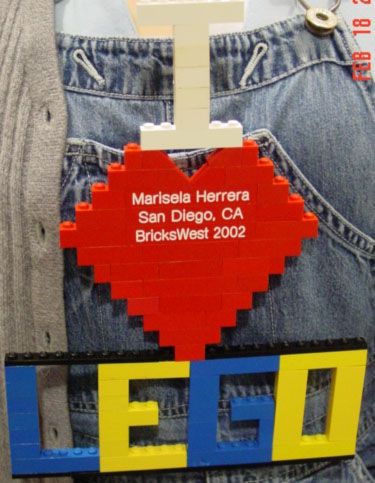 I
Marisela Herrera
San Diego, CA
BricksWest 2002
LEGO
FEB 18 2